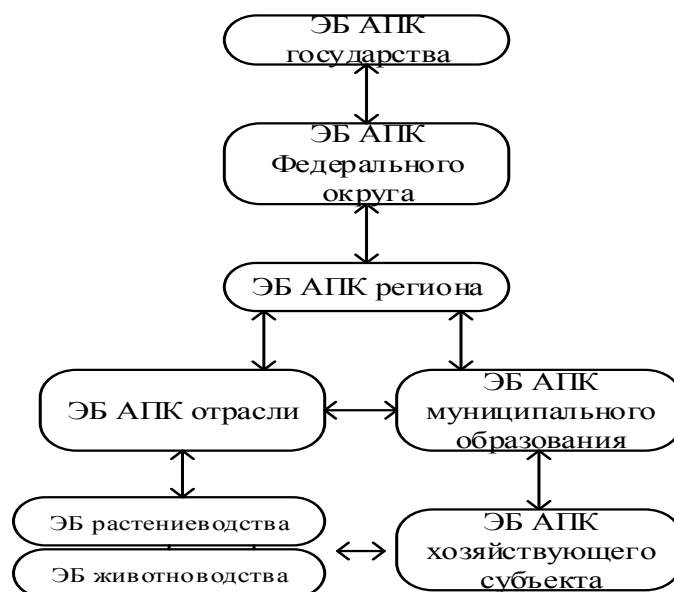 ЭБ АПК
государства
ЭБ АПК
Федерального
округа
ЭБ АПК региона
ЭБ АПК отрасли
ЭБ АПК
муниципального
образования
ЭБ растениеводства
ЭБ животноводства
ЭБ АПК
хозяйствующего
субъекта